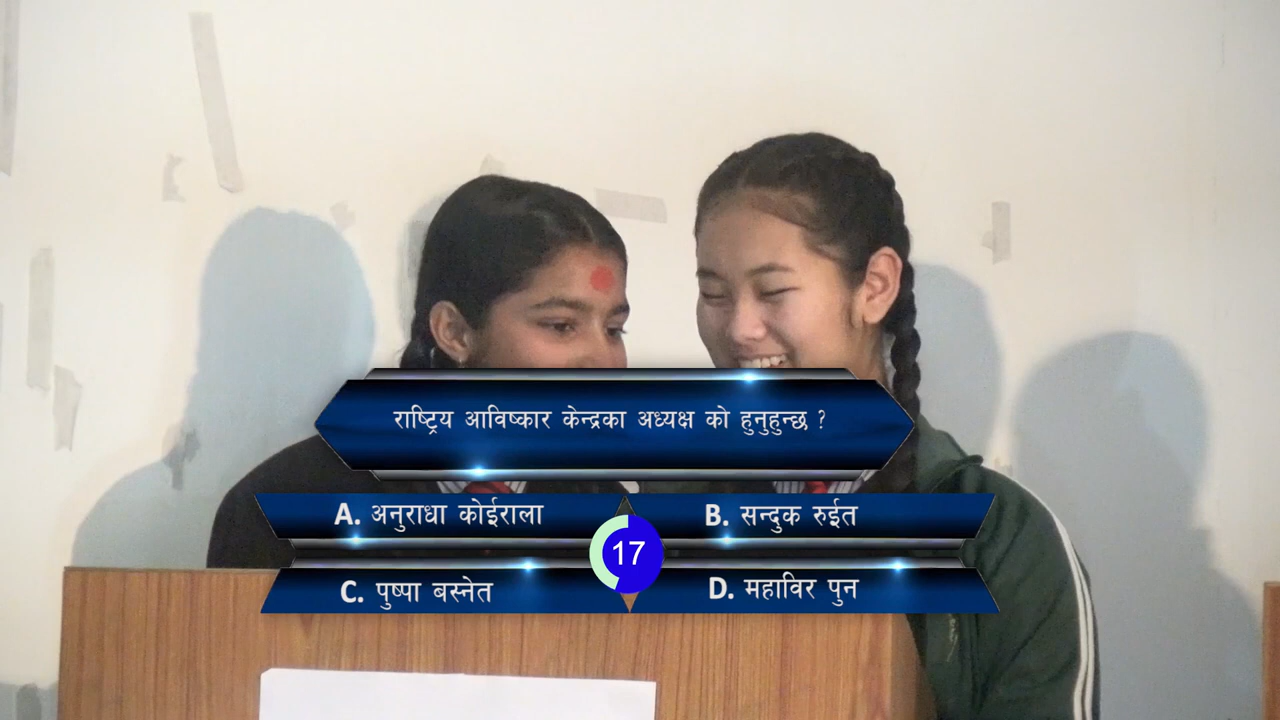 राष्ट्रिय आविष्कार केन्द्रका अध्यक्ष को हुनुहुन्छ ?
A. अनुराधा कोईराला
B. सन्दुक रुईत
17
C. पुष्पा बस्नेत
D. महाविर पुन